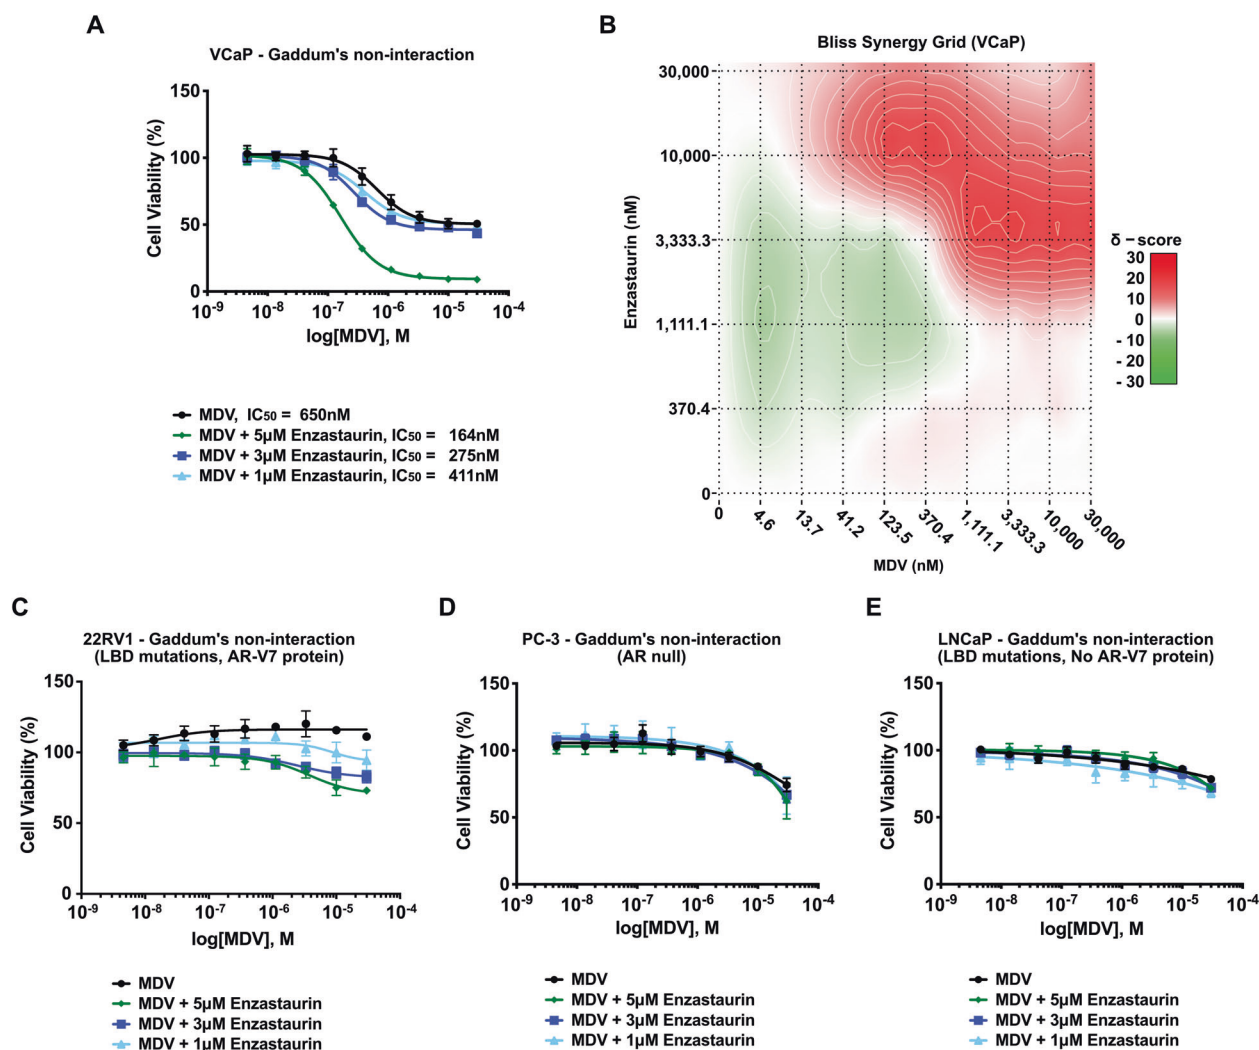 A
VCaP - Gaddum's non-interaction
150
100
50
0
Cell Viability (%)
10-9 10-8 10-7 10-6 10-5 10-4
log[MDV], M
MDV, IC50 = 650nM
MDV + 5µM Enzastaurin, IC50 = 164nM
MDV + 3µM Enzastaurin, IC50 = 275nM
MDV + 1µM Enzastaurin, IC50 = 411nM
B
Bliss Synergy Grid (VCaP)
30,000
10,000
3,333.3
1,111.1
370.4
0
Enzastaurin (nM)
0 4.6 13.7 41.2 123.5 370.4 1,111.1 3,333.3 10,000 30,000
MDV (nM)
δ – score
30
20
10
0
- 10
- 20
- 30
C
22RV1 - Gaddum's non-interaction
(LBD mutations, AR-V7 protein)
150
100
50
0
Cell Viability (%)
10-9 10-8 10-7 10-6 10-5 10-4
log[MDV], M
MDV
MDV + 5µM Enzastaurin
MDV + 3µM Enzastaurin
MDV + 1µM Enzastaurin
D
PC-3 - Gaddum's non-interaction
(AR null)
150
100
50
0
Cell Viability (%)
10-9 10-8 10-7 10-6 10-5 10-4
log[MDV], M
MDV
MDV + 5µM Enzastaurin
MDV + 3µM Enzastaurin
MDV + 1µM Enzastaurin
E
LNCaP - Gaddum's non-interaction
(LBD mutations, No AR-V7 protein)
150
100
50
0
Cell Viability (%)
10-9 10-8 10-7 10-6 10-5 10-4
log[MDV], M
MDV
MDV + 5µM Enzastaurin
MDV + 3µM Enzastaurin
MDV + 1µM Enzastaurin